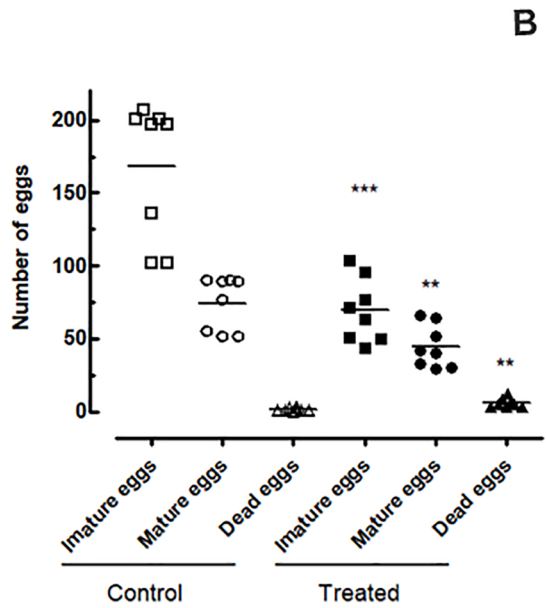 B
Number of eggs
200
150
100
50
0
***
**
**
Imature eggs
Mature eggs
Dead eggs
Imature eggs
Mature eggs
Dead eggs
Control
Treated